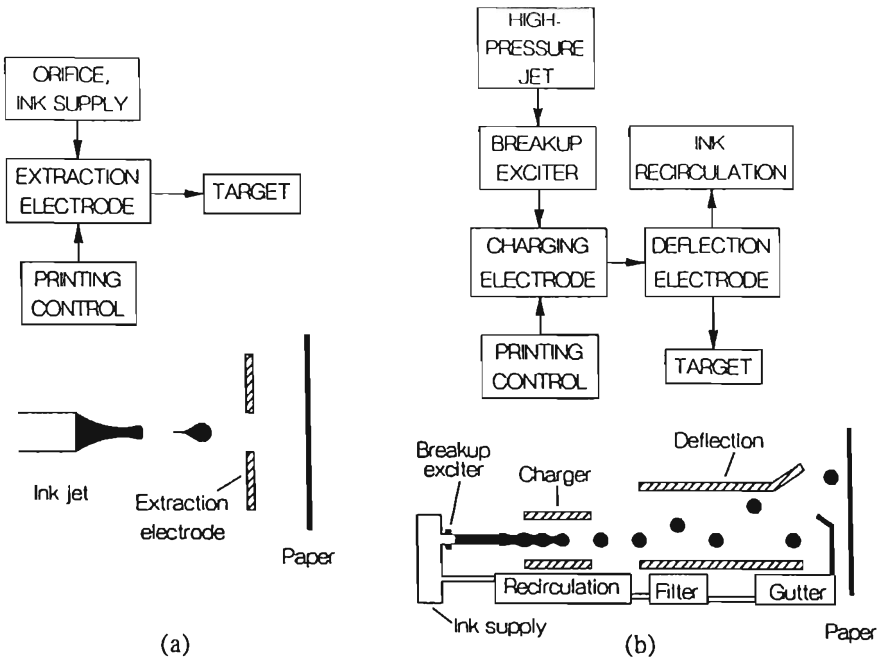 ORIFICE,
INK SUPPLY
EXTRACTION
ELECTRODE
TARGET
PRINTING
CONTROL
Ink jet
Extraction
electrode
Paper
(a)
HIGH-
PRESSURE
JET
BREAKUP
EXCITER
INK
RECIRCULATION
CHARGING
ELECTRODE
DEFLECTION
ELECTRODE
PRINTING
CONTROL
TARGET
Breakup
exciter
Charger
Deflection
Recirculation
Filter
Gutter
Ink supply
Paper
(b)